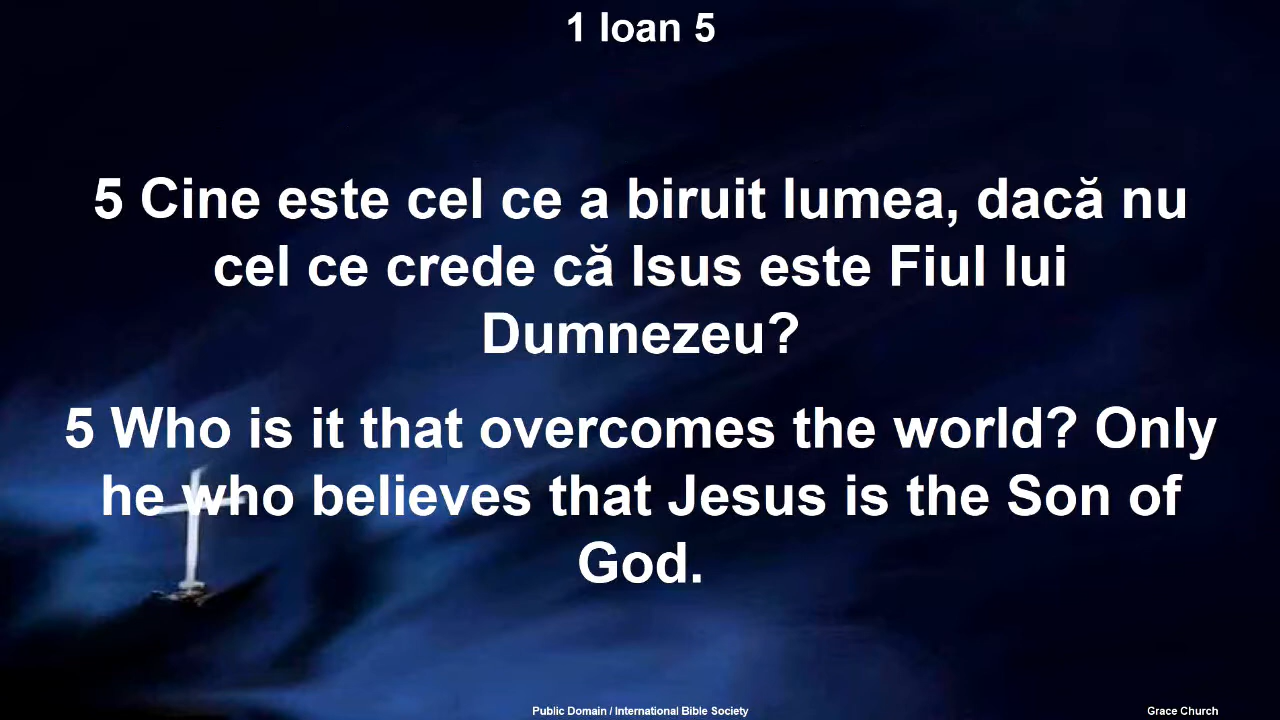 1 Ioan 5
5 Cine este cel ce a biruit lumea, dacă nu
cel ce crede că Isus este Fiul lui
Dumnezeu?
5 Who is it that overcomes the world? Only
he who believes that Jesus is the Son of
God.
Public Domain / International Bible Society
Grace Church